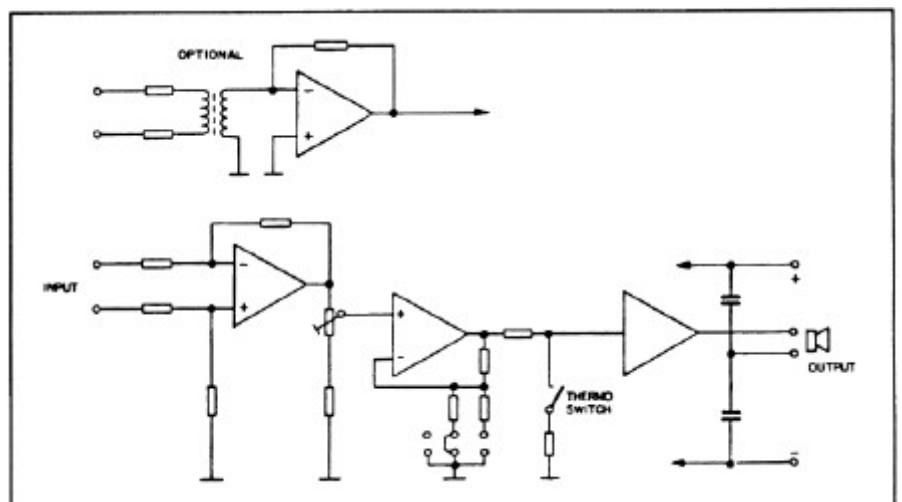 OPTIONAL
INPUT
THERMO
SWITCH
OUTPUT